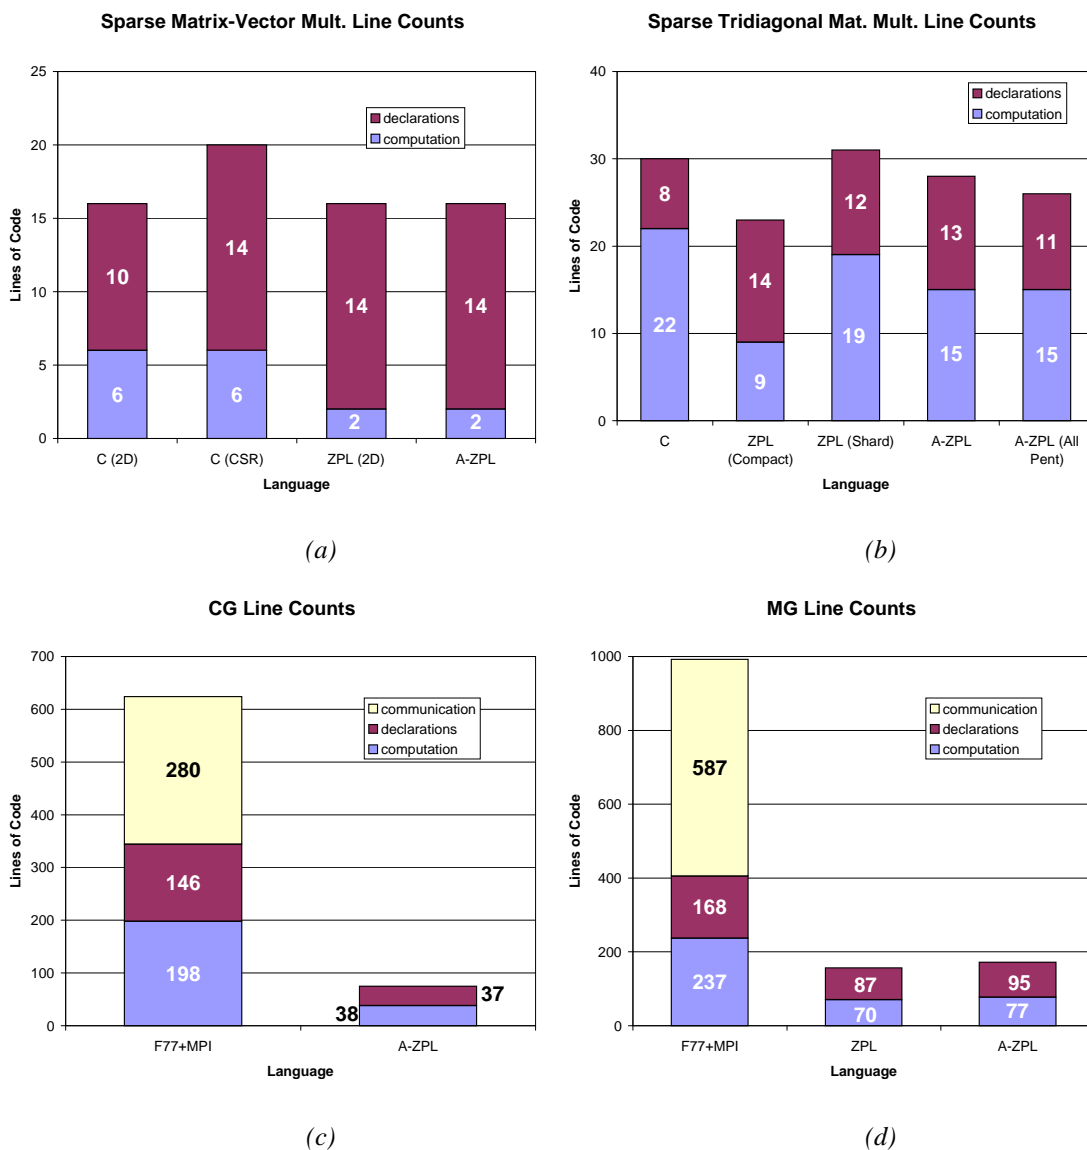 Sparse Matrix-Vector Mult. Line Counts
25
20
15
10
5
0
Lines of Code
declarations
computation
10
6
14
6
14
2
14
2
C (2D)
C (CSR)
ZPL (2D)
A-ZPL
Language
(a)
Sparse Tridiagonal Mat. Mult. Line Counts
40
30
20
10
0
Lines of Code
declarations
computation
8
22
14
9
12
19
13
15
11
15
C
ZPL
(Compact)
ZPL (Shard)
A-ZPL
A-ZPL (All
Pent)
Language
(b)
CG Line Counts
700
600
500
400
300
200
100
0
Lines of Code
communication
declarations
computation
280
146
198
37
38
F77+MPI
A-ZPL
Language
(c)
MG Line Counts
1000
800
600
400
200
0
Lines of Code
communication
declarations
computation
587
168
237
87
70
95
77
F77+MPI
ZPL
A-ZPL
Language
(d)